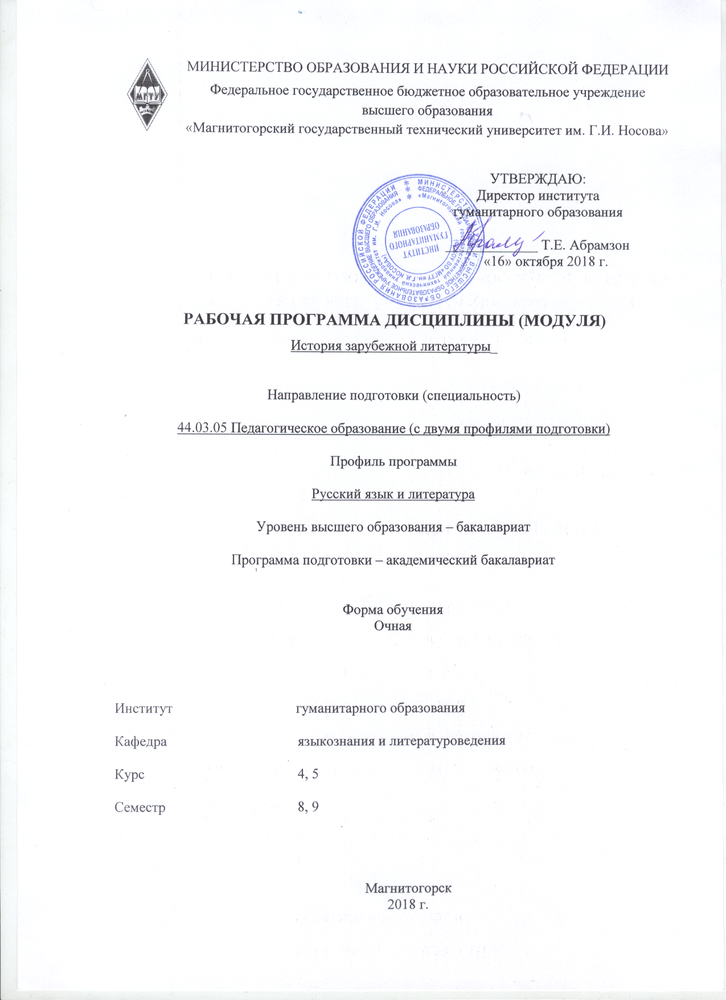 МИНИСТЕРСТВО ОБРАЗОВАНИЯ И НАУКИ РОССИЙСКОЙ ФЕДЕРАЦИИ
Федеральное государственное бюджетное образовательное учреждение
высшего образования
«Магнитогорский государственный технический университет им. Г.И. Носова»
МГТУ
УТВЕРЖДАЮ:
Директор института
гуманитарного образования
Т.Е. Абрамзон
«16» октября 2018 г.
ИНСТИТУТ
ГУМАНИТАРНОГО
ОБРАЗОВАНИЯ
РАБОЧАЯ ПРОГРАММА ДИСЦИПЛИНЫ (МОДУЛЯ)
История зарубежной литературы_
Направление подготовки (специальность)
44.03.05 Педагогическое образование (с двумя профилями подготовки)
Профиль программы
Русский язык и литература
Уровень высшего образования – бакалавриат
Программа подготовки – академический бакалавриат
Форма обучения
Очная
Институт гуманитарного образования
Кафедра языкознания и литературоведения
Курс 4, 5
Семестр 8, 9
Магнитогорск
2018 г.